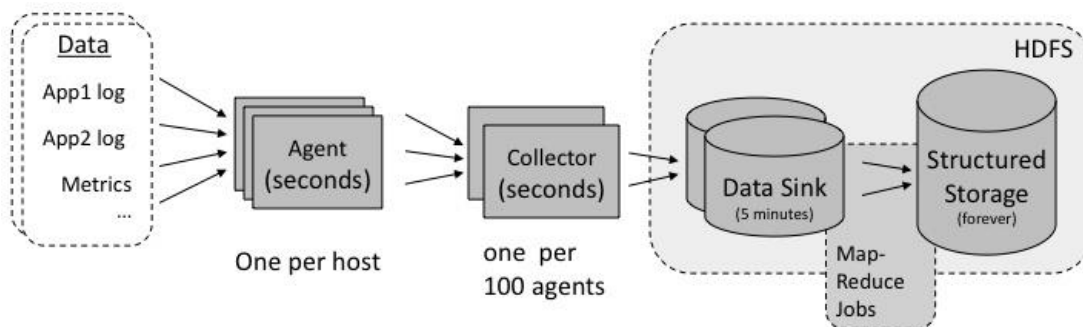 Data
App1 log
App2 log
Metrics
...
Agent
(seconds)
One per host
Collector
(seconds)
one per
100 agents
HDFS
Data Sink
(5 minutes)
Map-
Reduce
Jobs
Structured
Storage
(forever)